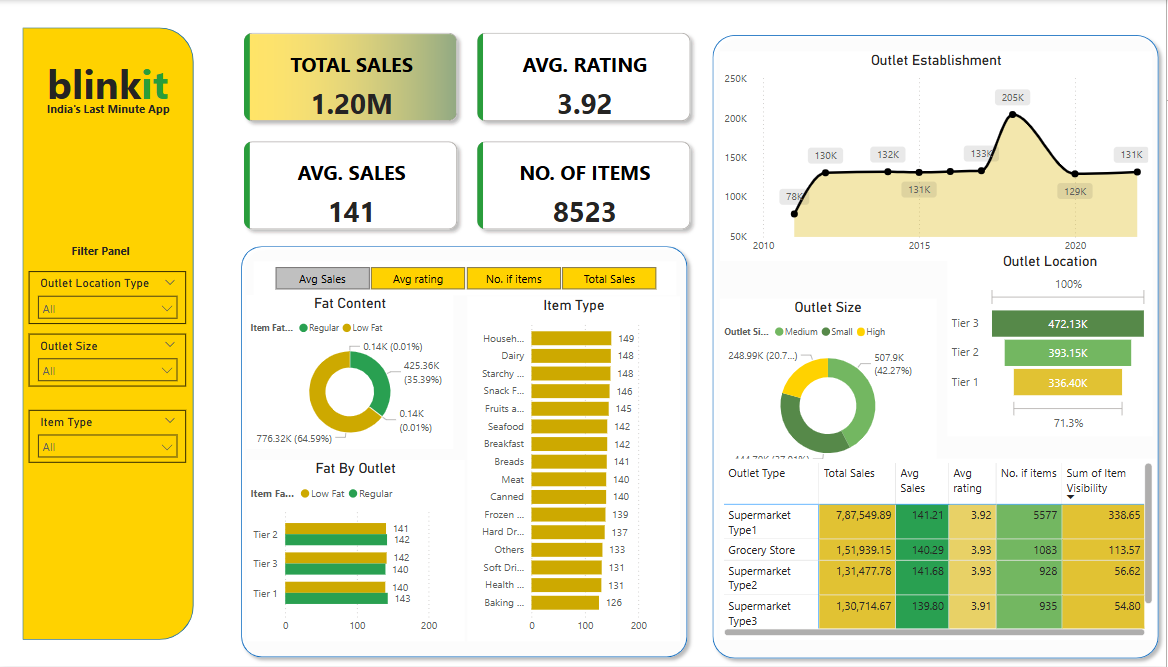 blinkit
India's Last Minute App
Filter Panel
Outlet Location Type
All
Outlet Size
All
Item Type
All
TOTAL SALES
1.20M
AVG. RATING
3.92
AVG. SALES
141
NO. OF ITEMS
8523
Avg Sales
Avg rating
No. if items
Total Sales
Fat Content
Item Fat... Regular Low Fat
0.14K (0.01%)
425.36K
(35.39%)
0.14K
(0.01%)
776.32K (64.59%)
Fat By Outlet
Item Fa... Low Fat Regular
Tier 2 141
142
Tier 3 142
140
Tier 1 140
143
0 100 200
Item Type
Househ... 149
Dairy 148
Starchy ... 148
Snack F... 146
Fruits a... 145
Seafood 142
Breakfast 142
Breads 141
Meat 140
Canned 140
Frozen ... 139
Hard Dr... 137
Others 133
Soft Dri... 131
Health ... 131
Baking ... 126
0 100 200
Outlet Establishment
250K
200K
150K
100K
50K
78K
130K
132K
131K
133K
205K
129K
131K
2010 2015 2020
Outlet Size
Outlet Si... Medium Small High
248.99K (20.7...)
507.9K
(42.27%)
Outlet Location
100%
Tier 3 472.13K
Tier 2 393.15K
Tier 1 336.40K
71.3%
Outlet Type Total Sales Avg Sales Avg rating No. if items Sum of Item Visibility
Supermarket Type1 7,87,549.89 141.21 3.92 5577 338.65
Grocery Store 1,51,939.15 140.29 3.93 1083 113.57
Supermarket Type2 1,31,477.78 141.68 3.93 928 56.62
Supermarket Type3 1,30,714.67 139.80 3.91 935 54.80